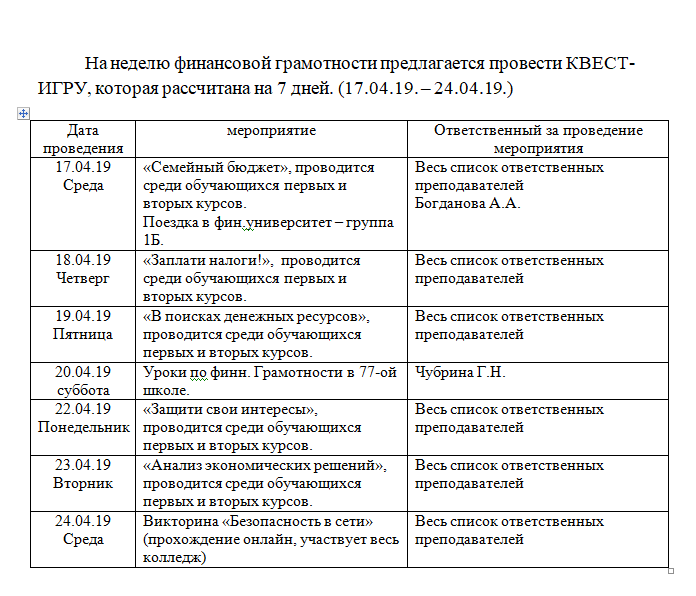 На неделю финансовой грамотности предлагается провести КВЕСТ-
ИГРУ, которая рассчитана на 7 дней. (17.04.19. – 24.04.19.)
Дата
проведения
мероприятие
Ответственный за проведение
мероприятия
17.04.19
Среда
«Семейный бюджет», проводится
среди обучающихся первых и
вторых курсов.
Поездка в фин.университет – группа
1Б.
Весь список ответственных
преподавателей
Богданова А.А.
18.04.19
Четверг
«Заплати налоги!», проводится
среди обучающихся первых и
вторых курсов.
Весь список ответственных
преподавателей
19.04.19
Пятница
«В поисках денежных ресурсов»,
проводится среди обучающихся
первых и вторых курсов.
Весь список ответственных
преподавателей
20.04.19
суббота
Уроки по финн. Грамотности в 77-ой
школе.
Чубрина Г.Н.
22.04.19
Понедельник
«Защити свои интересы»,
проводится среди обучающихся
первых и вторых курсов.
Весь список ответственных
преподавателей
23.04.19
Вторник
«Анализ экономических решений»,
проводится среди обучающихся
первых и вторых курсов.
Весь список ответственных
преподавателей
24.04.19
Среда
Викторина «Безопасность в сети»
(прохождение онлайн, участвует весь
колледж)
Весь список ответственных
преподавателей